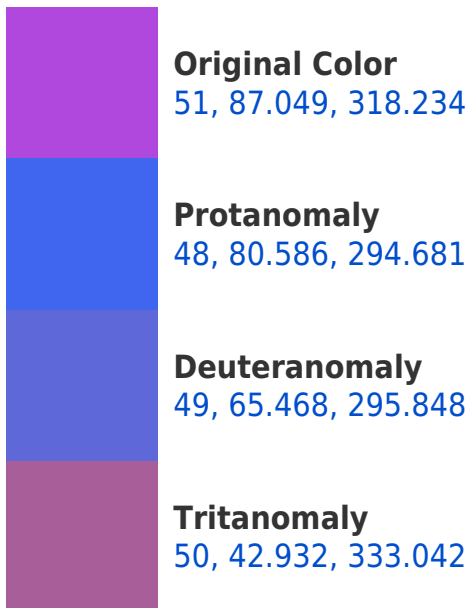 Original Color
51, 87.049, 318.234
Protanomaly
48, 80.586, 294.681
Deuteranomaly
49, 65.468, 295.848
Tritanomaly
50, 42.932, 333.042